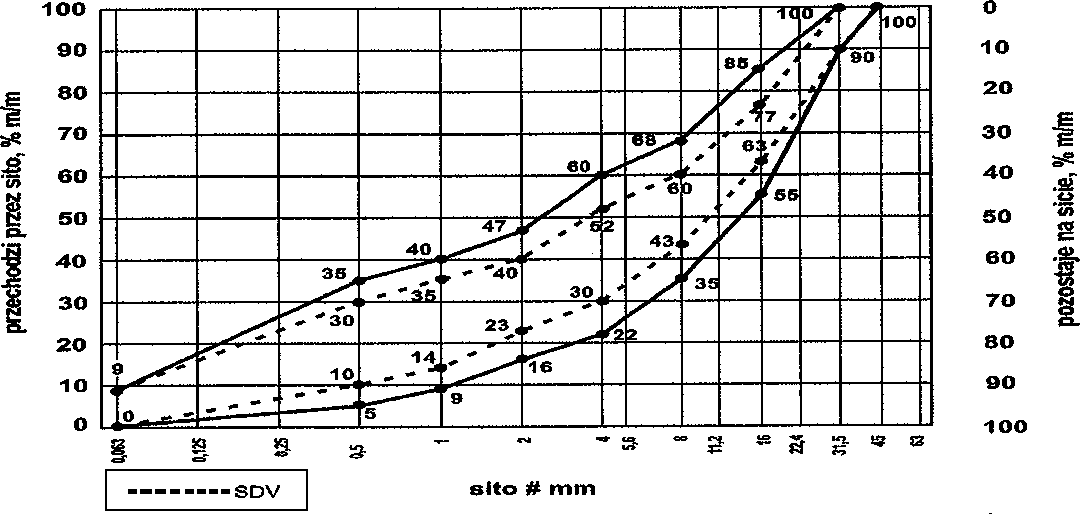 100 0
90 10
80 20
70 30
60 40
50 50
40 60
30 70
20 80
10 90
0 100
przechodzi przez sito, % m/m
pozostaje na sicie, % m/m
9 35 40 47 60 68 85 100
30 35 40 52 60 77 100
0 10 14 23 30 43 63 90
5 9 16 22 35 55
0,063 0,125 0,25 0,5 1 2 4 5,6 8 11,2 16 22,4 31,5 45 63
sito # mm
SDV